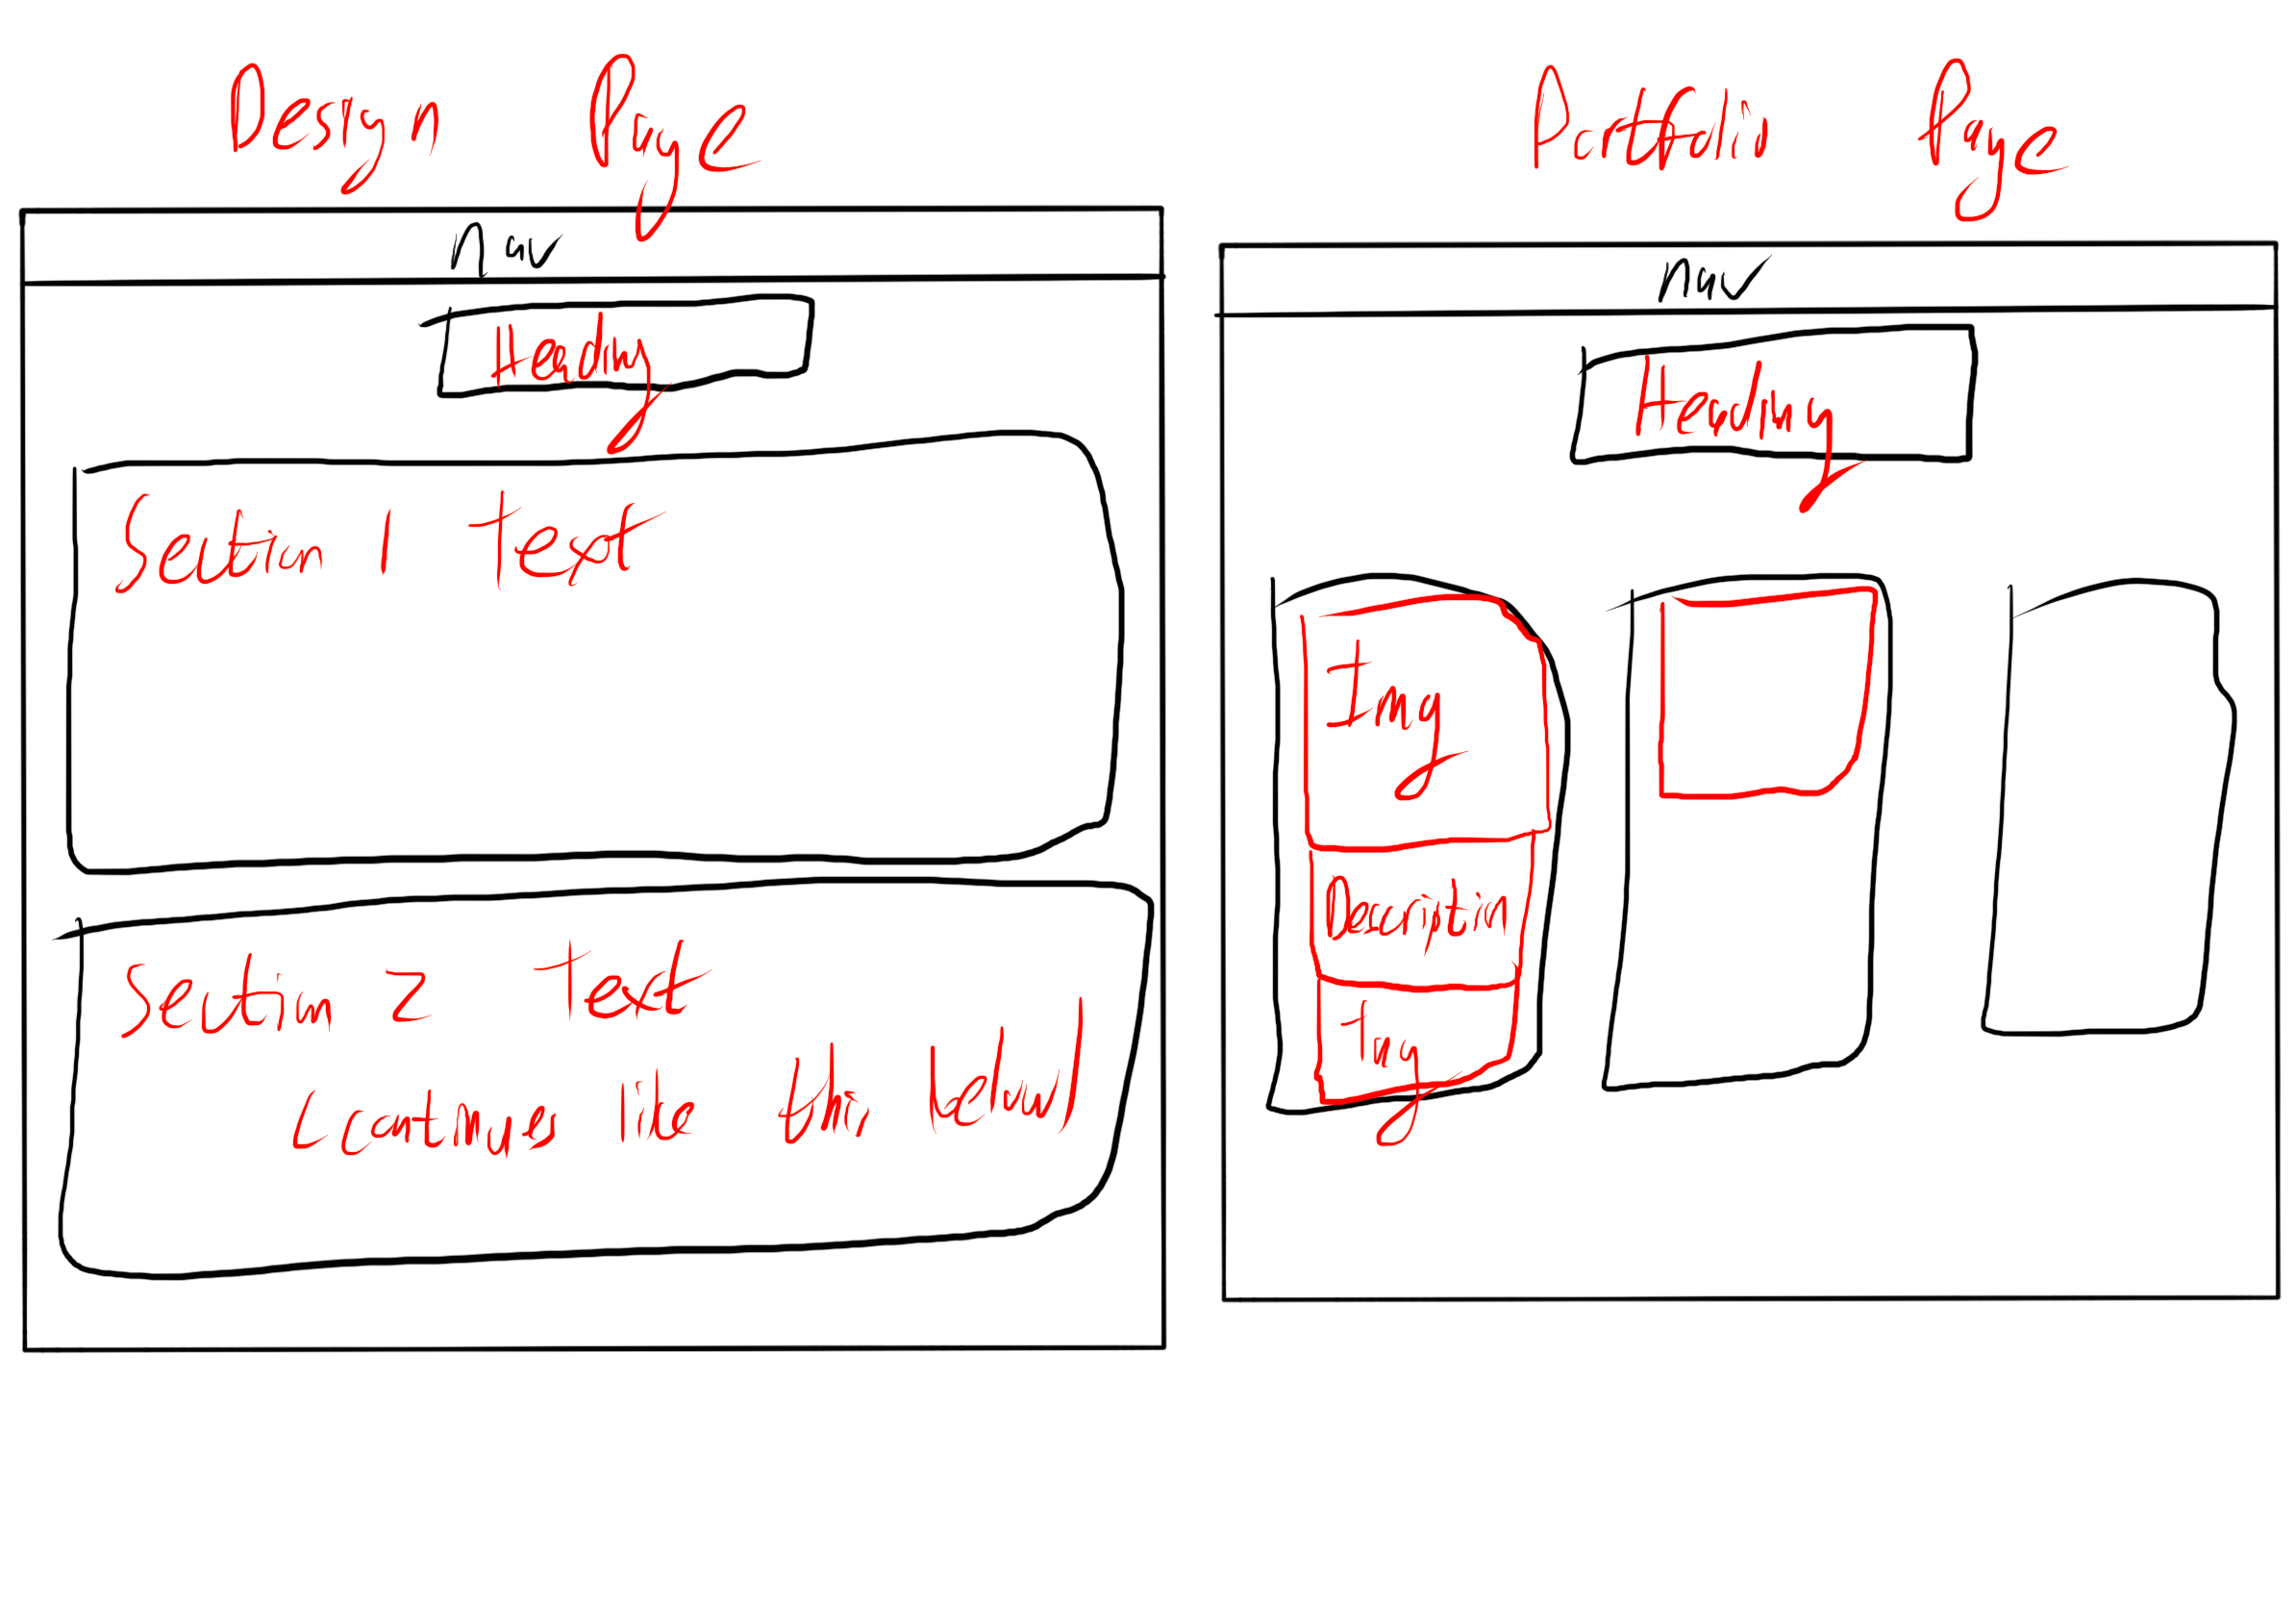 Design Page
nav
Heading
Section 1 text
Section 2 text
(continues like this below)
Portfolio Page
nav
Heading
Img
Description